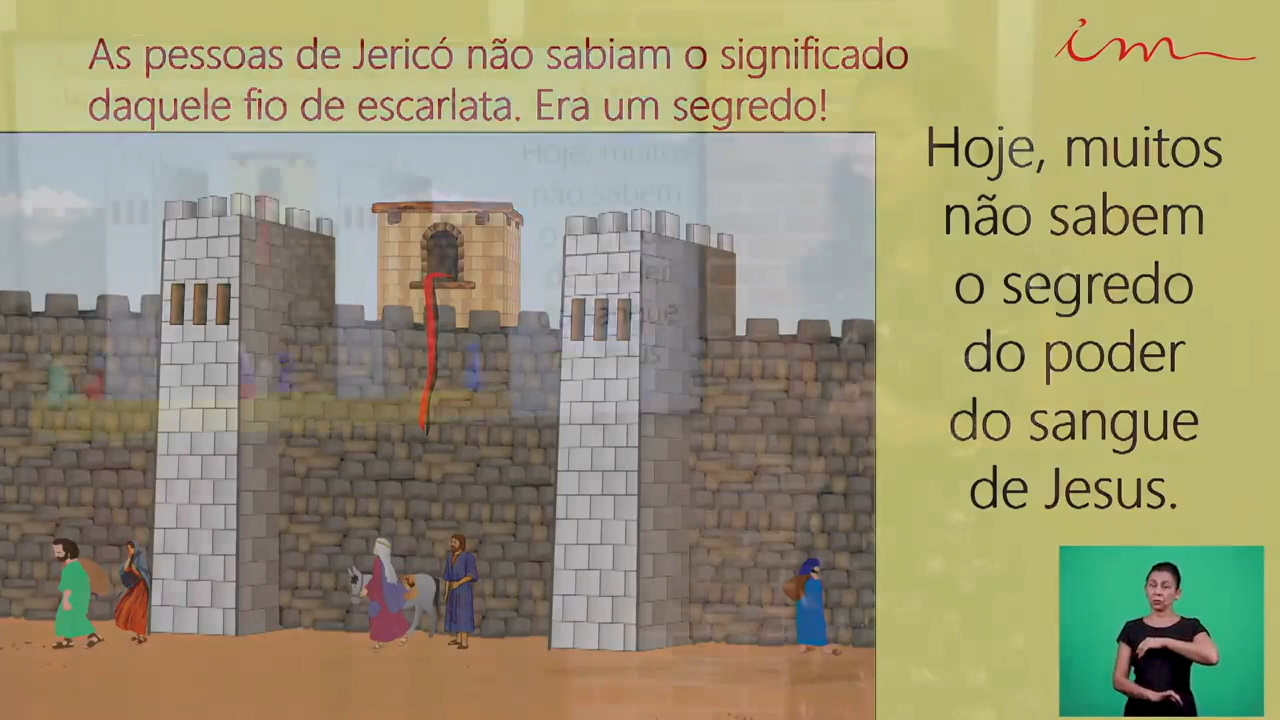 As pessoas de Jericó não sabiam o significado
daquele fio de escarlata. Era um segredo!
im
Hoje, muitos
não sabem
o segredo
do poder
do sangue
de Jesus.